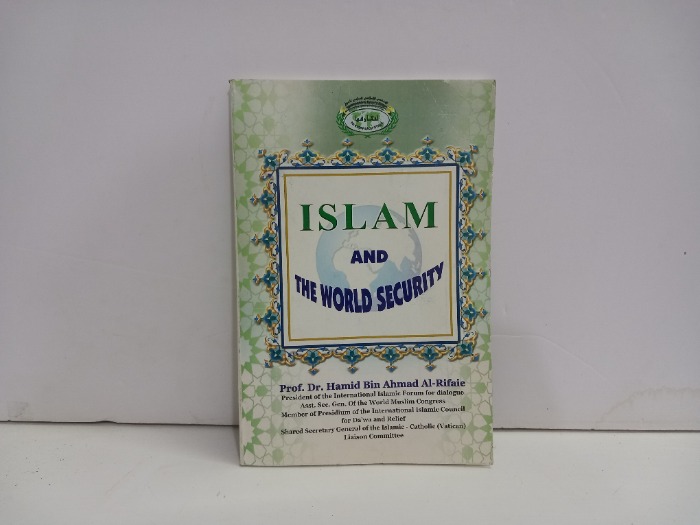 ISLAM
AND
THE WORLD SECURITY
Prof. Dr. Hamid Bin Ahmad Al-Rifaie
President of the International Islamic Forum for dialogue
Asst. Sec. Gen. Of the World Muslim Congress
Member of Presidium of the International Islamic Council
for Da'wa and Relief
Shared Secretary General of the Islamic - Catholic (Vatican)
Liaison Committee